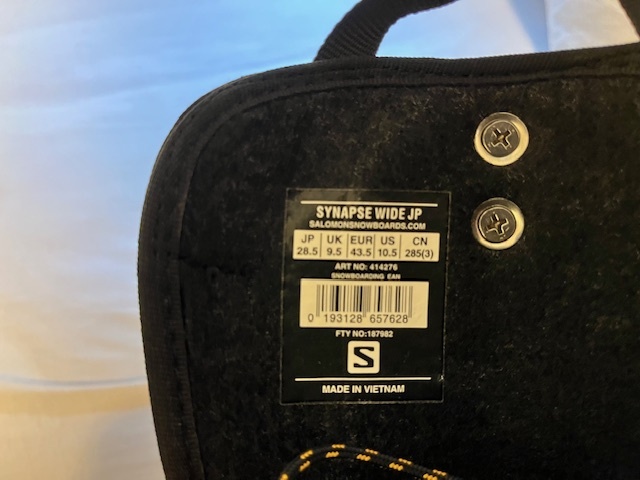 SYNAPSE WIDE JP
SALOMONSNOWBOARDS.COM
JP UK EUR US CN
28.5 9.5 43.5 10.5 285(3)
ART NO: 414276
SNOWBOARDING EAN
0 193128 657628
FTY NO:187982
S
MADE IN VIETNAM